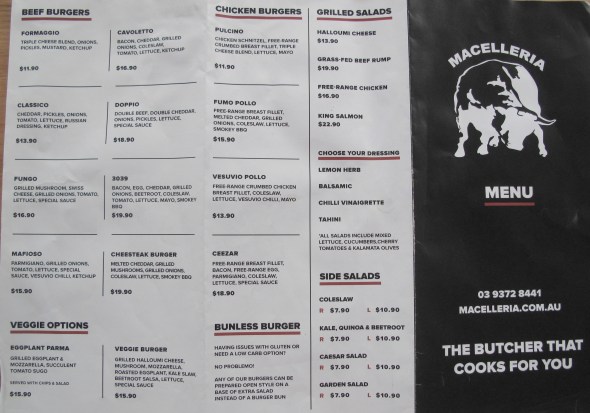 BEEF BURGERS
FORMAGGIO
TRIPLE CHEESE BLEND, ONIONS,
PICKLES, MUSTARD, KETCHUP
$11.90
CAVOLETTO
BACON, CHEDDAR, GRILLED
ONIONS, COLESLAW,
TOMATO, LETTUCE, KETCHUP
$16.90
CLASSICO
CHEDDAR, PICKLES, ONIONS,
TOMATO, LETTUCE, RUSSIAN
DRESSING, KETCHUP
$13.90
DOPPIO
DOUBLE BEEF, DOUBLE CHEDDAR,
ONIONS, PICKLES, LETTUCE,
SPECIAL SAUCE
$18.90
FUNGO
GRILLED MUSHROOM, SWISS
CHEESE, GRILLED ONIONS, TOMATO,
LETTUCE, SPECIAL SAUCE
$16.90
3039
BACON, EGG, CHEDDAR, GRILLED
ONIONS, BEETROOT, COLESLAW,
TOMATO, LETTUCE, MAYO, SMOKEY
BBQ
$19.90
MAFIOSO
PARMIGIANO, GRILLED ONIONS,
TOMATO, LETTUCE, SPECIAL
SAUCE, VESUVIO CHILLI, KETCHUP
$15.90
CHEESTEAK BURGER
MELTED CHEDDAR, GRILLED
MUSHROOMS, GRILLED ONIONS,
COLESLAW, LETTUCE, SMOKEY BBQ
$19.90
VEGGIE OPTIONS
EGGPLANT PARMA
GRILLED EGGPLANT &
MOZZARELLA, SUCCULENT
TOMATO SUGO
SERVED WITH CHIPS & SALAD
$15.90
VEGGIE BURGER
GRILLED HALLOUMI CHEESE,
MUSHROOM, MOZZARELLA,
ROASTED EGGPLANT, KALE SLAW,
BEETROOT SALSA, LETTUCE,
SPECIAL SAUCE
$15.90
CHICKEN BURGERS
PULCINO
CHICKEN SCHNITZEL, FREE-RANGE
CRUMBED BREAST FILLET, TRIPLE
CHEESE BLEND, LETTUCE, MAYO
$11.90
FUMO POLLO
FREE-RANGE BREAST FILLET,
MELTED CHEDDAR, GRILLED
ONIONS, COLESLAW, LETTUCE,
SMOKEY BBQ
$15.90
VESUVIO POLLO
FREE-RANGE CRUMBED CHICKEN
BREAST FILLET, COLESLAW,
LETTUCE, VESUVIO CHILLI, MAYO
$13.90
CEEZAR
FREE-RANGE BREAST FILLET,
BACON, FREE-RANGE EGG,
PARMIGIANO, COLESLAW,
LETTUCE, SPECIAL SAUCE
$18.90
BUNLESS BURGER
HAVING ISSUES WITH GLUTEN OR
NEED A LOW CARB OPTION?
NO PROBLEMO!
ANY OF OUR BURGERS CAN BE
PREPARED OPEN STYLE ON A
BASE OF EXTRA SALAD
INSTEAD OF A BURGER BUN
GRILLED SALADS
HALLOUMI CHEESE
$13.90
GRASS-FED BEEF BUMP
$19.90
FREE-RANGE CHICKEN
$16.90
KING SALMON
$22.90
CHOOSE YOUR DRESSING
LEMON HERB
BALSAMIC
CHILLI VINAIGRETTE
TAHINI
*ALL SALADS INCLUDE MIXED
LETTUCE, CUCUMBERS, CHERRY
TOMATOES & KALAMATA OLIVES
SIDE SALADS
COLESLAW
R $7.90 L $10.90
KALE, QUINOA & BEETROOT
R $7.90 L $10.90
CAESAR SALAD
R $7.90 L $10.90
GARDEN SALAD
R $7.90 L $10.90
MACELLERIA
MENU
03 9372 8441
MACELLERIA.COM.AU
THE BUTCHER THAT
COOKS FOR YOU